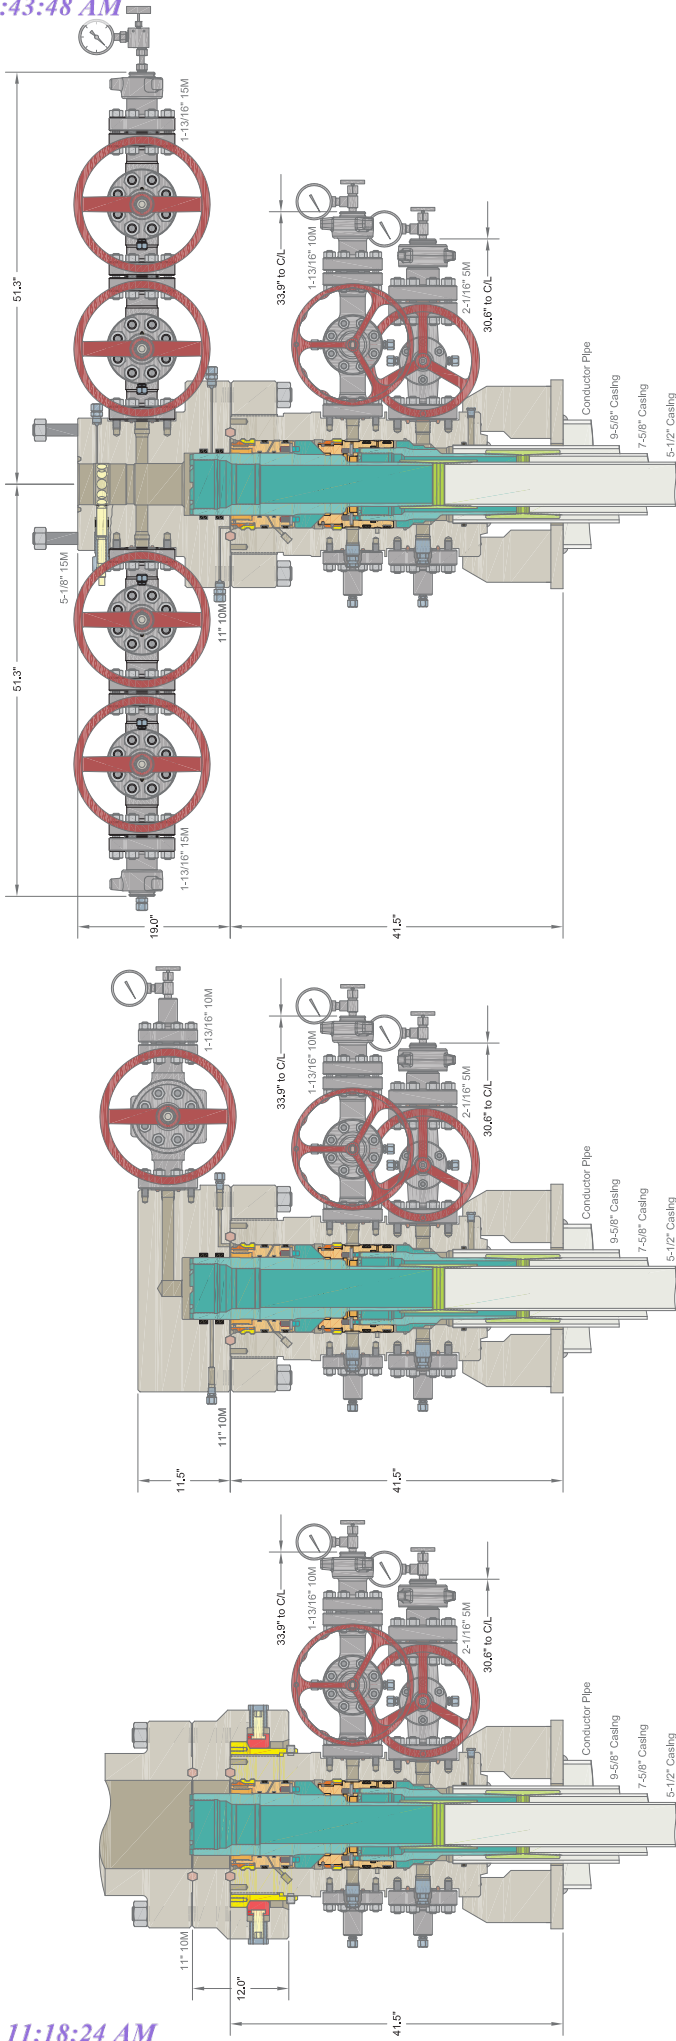 :43:48 AM
1-13/16" 15M
51.3"
33.9" to C/L
1-13/16" 10M
2-1/16" 5M
30.6" to C/L
Conductor Pipe
9-5/8" Casing
7-5/8" Casing
5-1/2" Casing
5-1/8" 15M
11" 10M
51.3"
1-13/16" 15M
19.0"
41.5"
1-13/16" 10M
33.9" to C/L
1-13/16" 10M
2-1/16" 5M
30.6" to C/L
Conductor Pipe
9-5/8" Casing
7-5/8" Casing
5-1/2" Casing
11" 10M
11.5"
41.5"
33.9" to C/L
1-13/16" 10M
2-1/16" 5M
30.6" to C/L
Conductor Pipe
9-5/8" Casing
7-5/8" Casing
5-1/2" Casing
11" 10M
12.0"
41.5"
11:18:24 AM